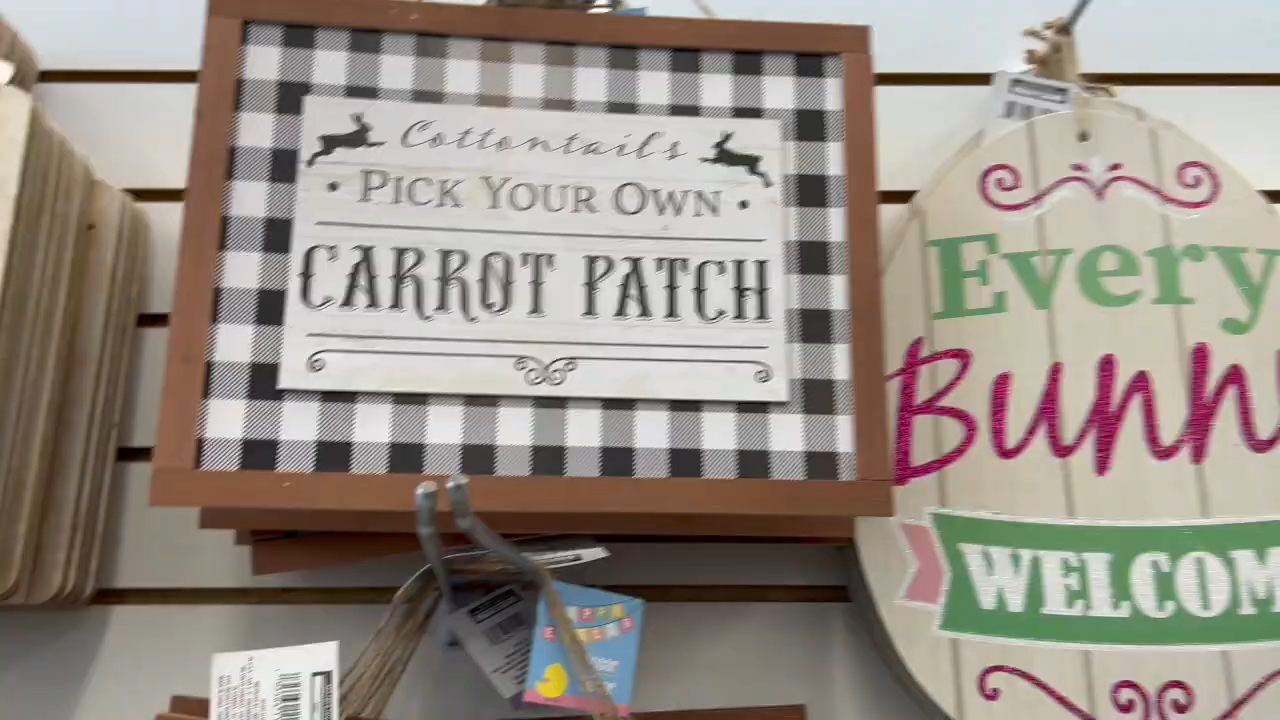 Cottontails
• PICK YOUR OWN •
CARROT PATCH
Every
Bunn
WELCOM